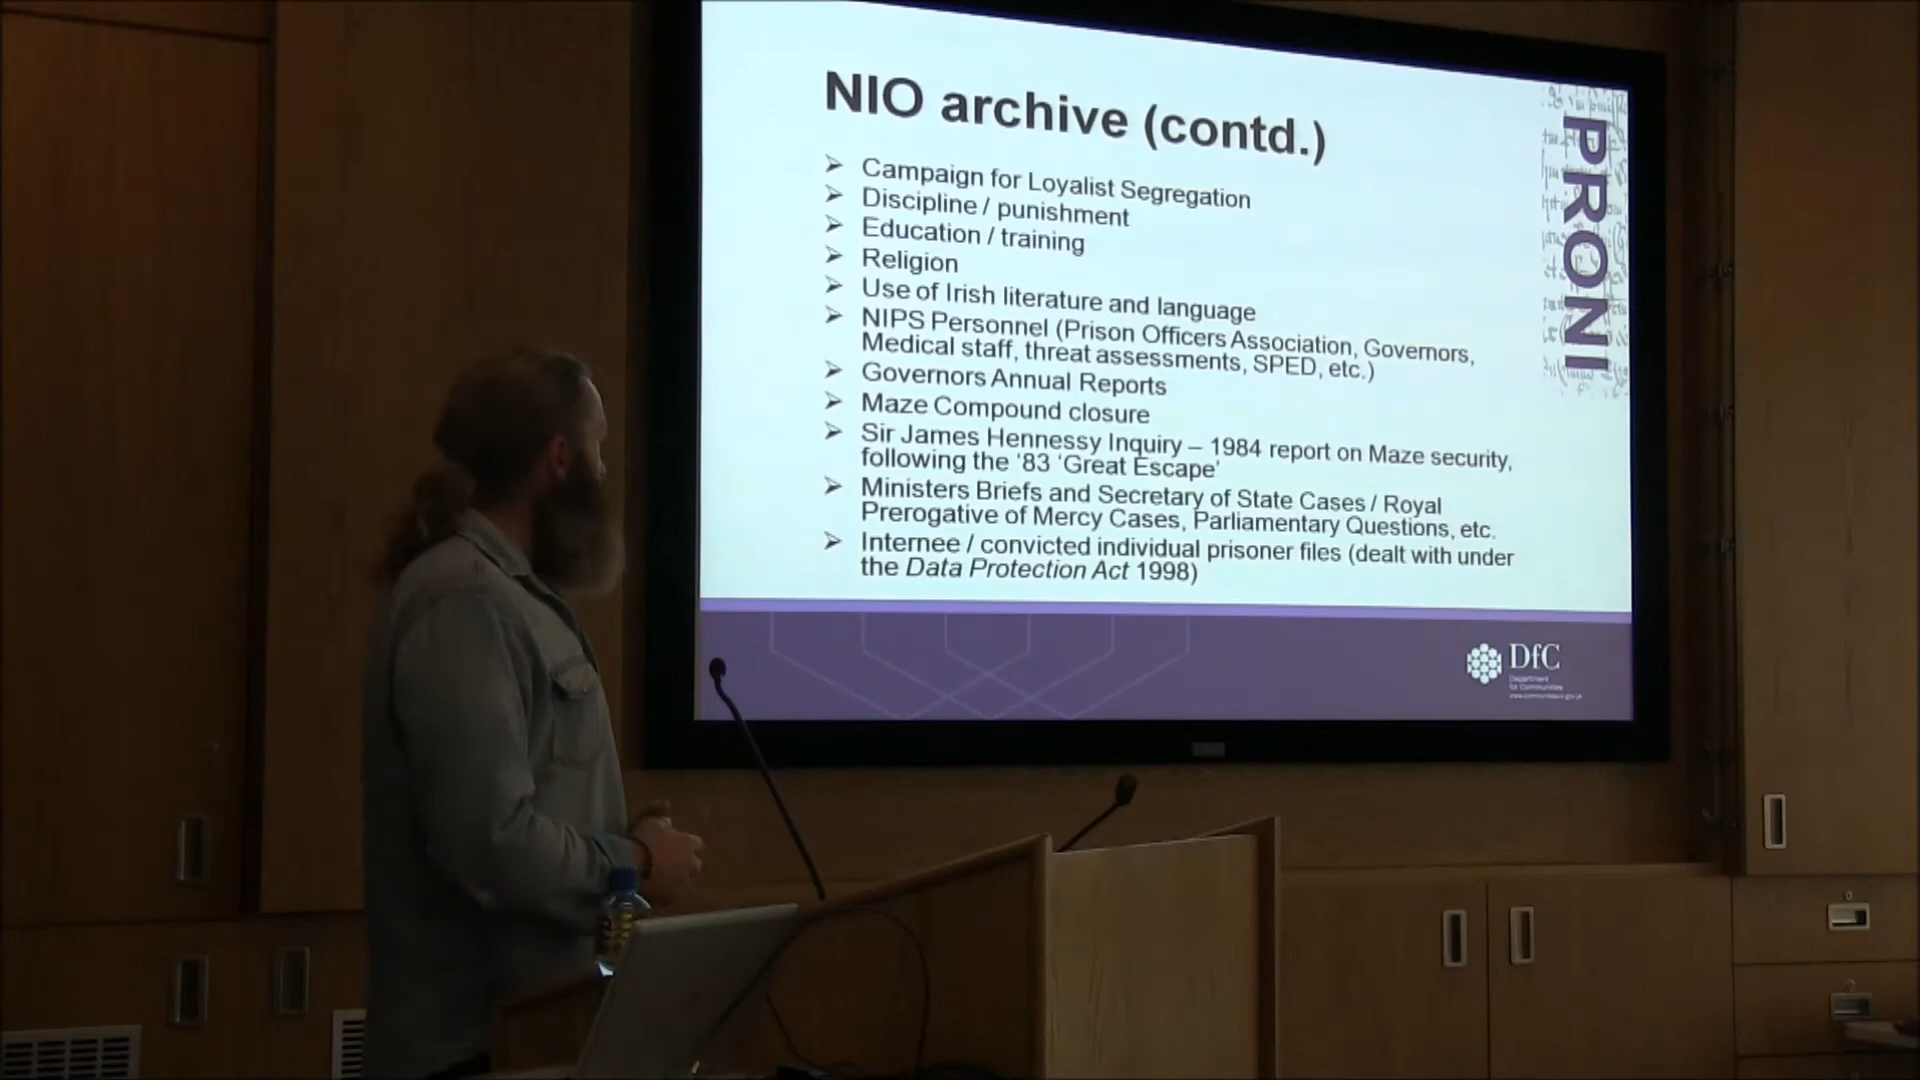 NIO archive (contd.)
➢ Campaign for Loyalist Segregation
➢ Discipline / punishment
➢ Education / training
➢ Religion
➢ Use of Irish literature and language
➢ NIPS Personnel (Prison Officers Association, Governors,
Medical staff, threat assessments, SPED, etc.)
➢ Governors Annual Reports
➢ Maze Compound closure
➢ Sir James Hennessy Inquiry – 1984 report on Maze security,
following the ‘83 ‘Great Escape’
➢ Ministers Briefs and Secretary of State Cases / Royal
Prerogative of Mercy Cases, Parliamentary Questions, etc.
➢ Internee / convicted individual prisoner files (dealt with under
the Data Protection Act 1998)
PRONI
DfC
Department
for Communities